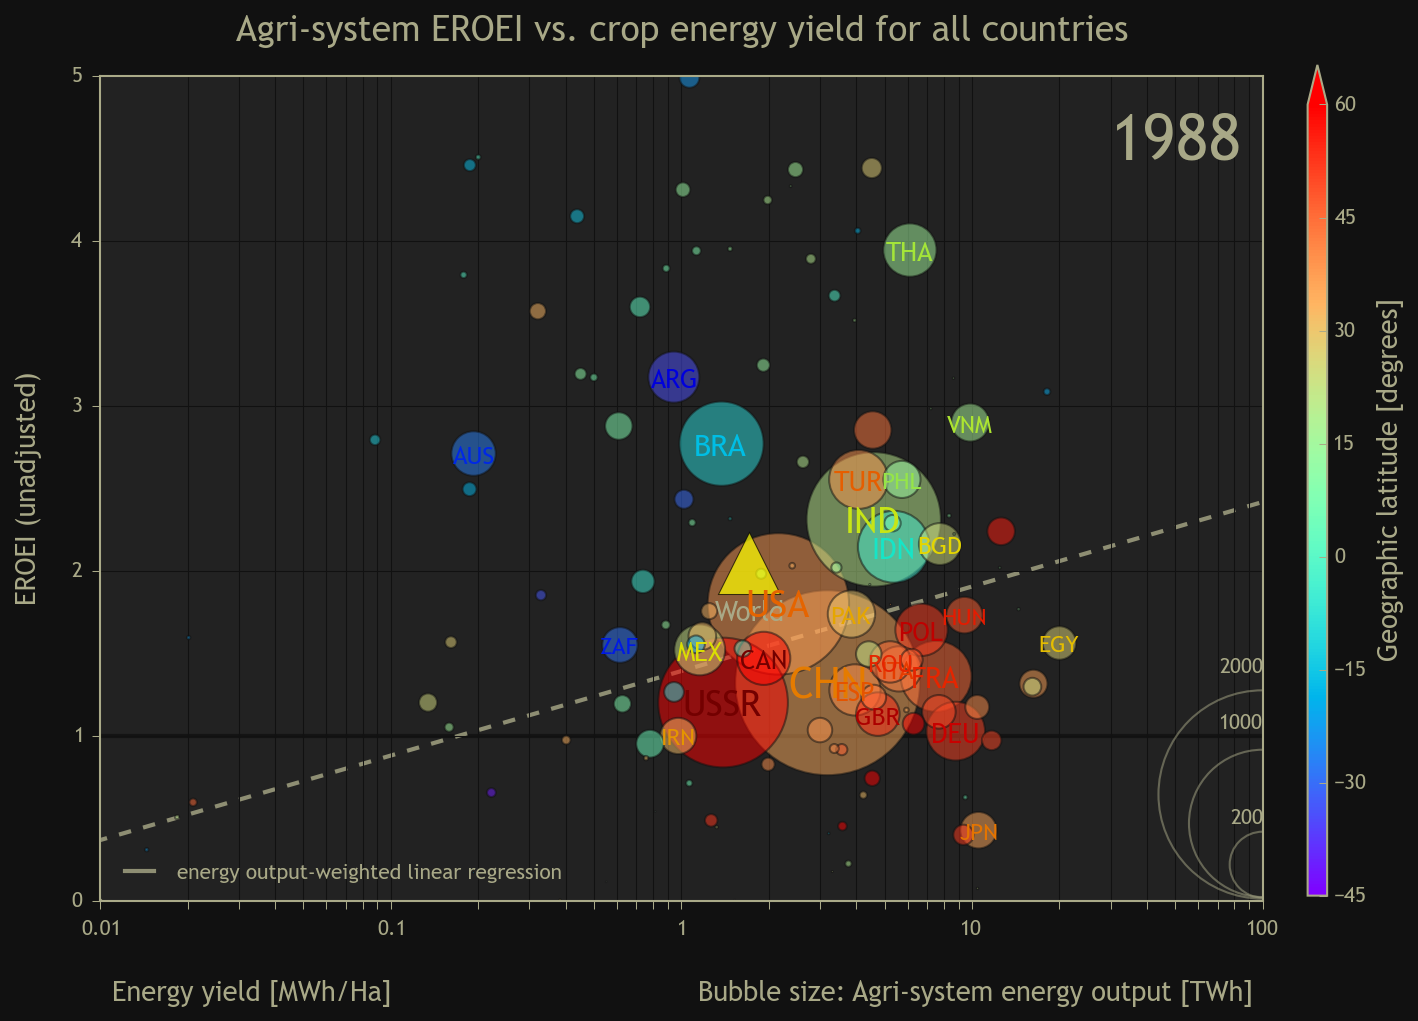 Agri-system EROEI vs. crop energy yield for all countries
1988
5
4
3
2
1
0
EROEI (unadjusted)
THA
ARG
VNM
BRA
AUS
TUR
PHL
IND
IDN
BGD
USA
World
PAK
POL
HUN
ZAF
MEX
CAN
ROU
ITA
EGY
CHN
ESP
FRA
USSR
GBR
IRN
DEU
JPN
2000
1000
200
energy output-weighted linear regression
0.01
0.1
1
10
100
Energy yield [MWh/Ha]
Bubble size: Agri-system energy output [TWh]
60
45
30
15
0
−15
−30
−45
Geographic latitude [degrees]